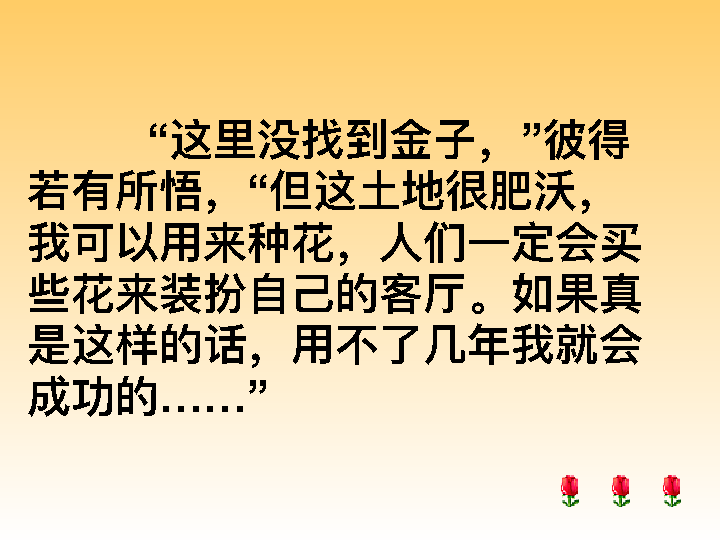 “这里没找到金子，”彼得
若有所悟，“但这土地很肥沃，
我可以用来种花，人们一定会买
些花来装扮自己的客厅。如果真
是这样的话，用不了几年我就会
成功的……”